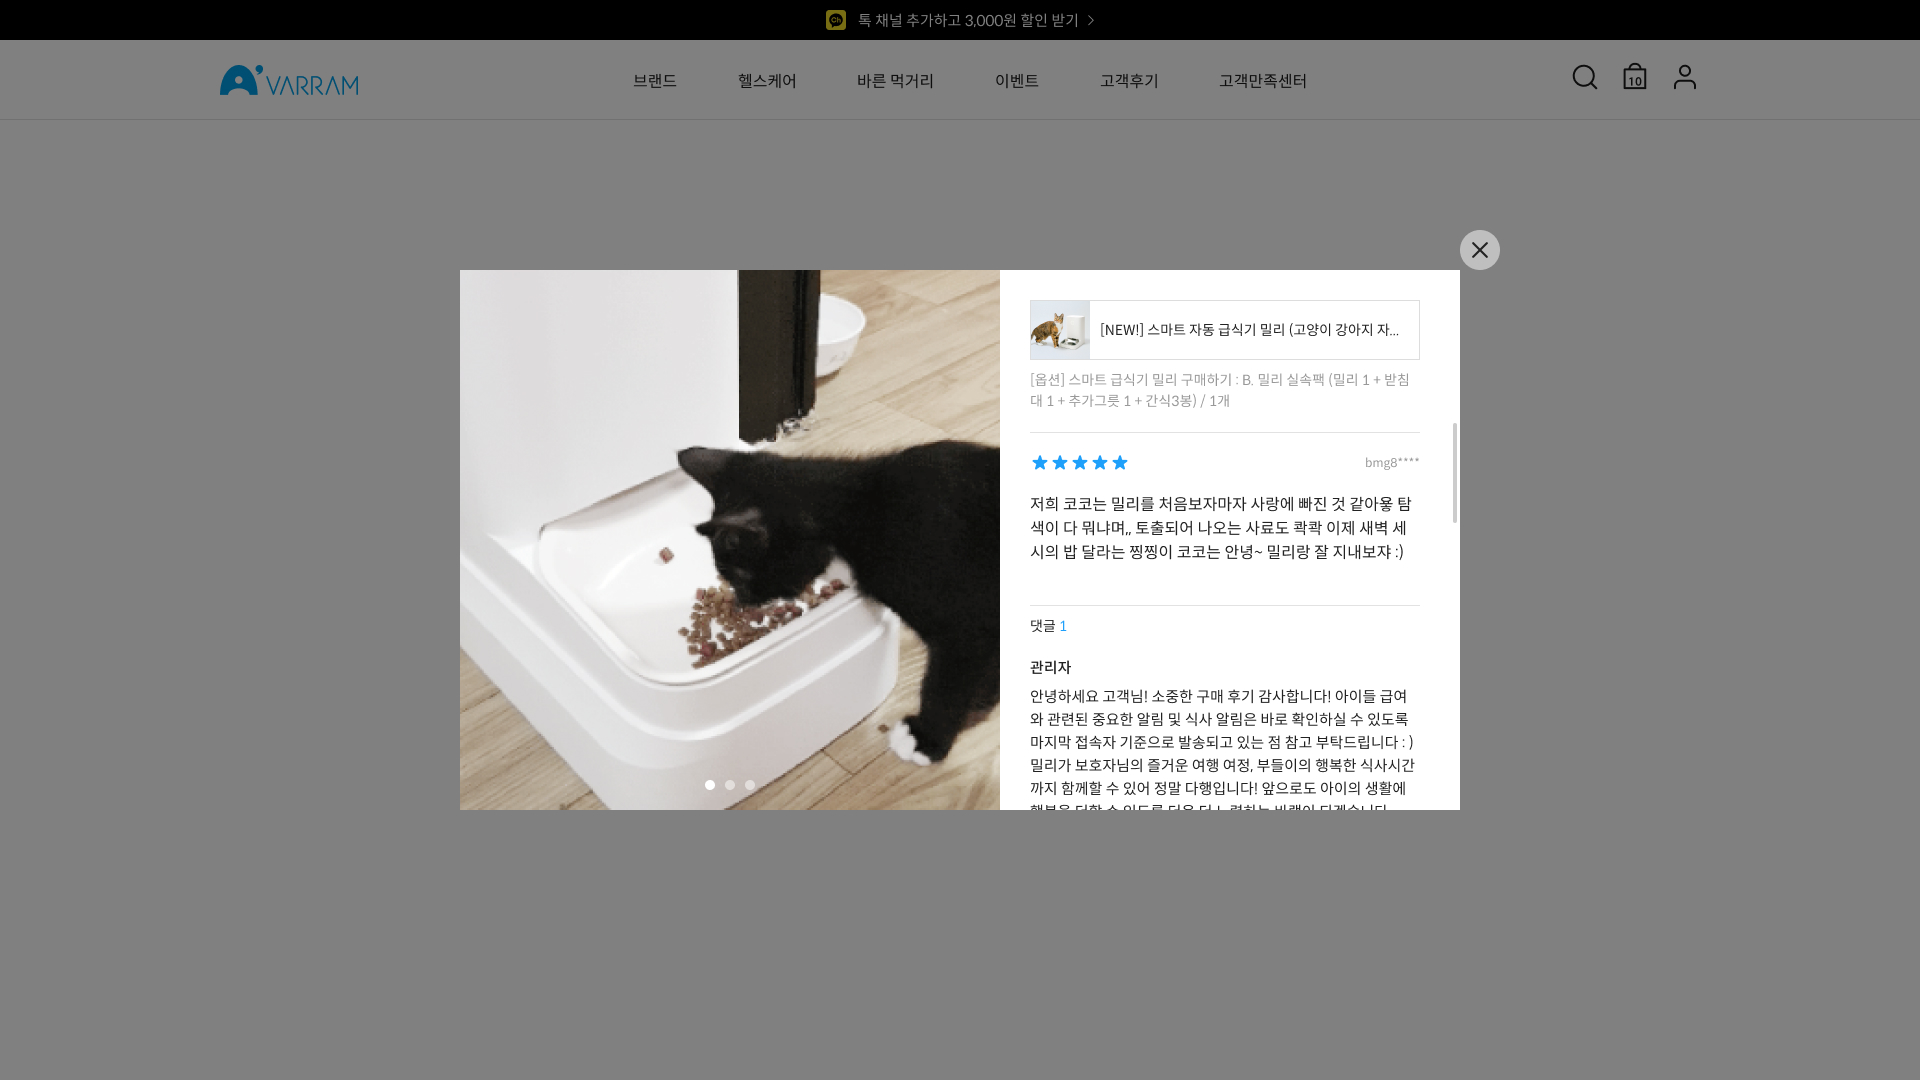 톡 채널 추가하고 3,000원 할인 받기
VARRAM
브랜드
헬스케어
바른 먹거리
이벤트
고객후기
고객만족센터
10
[NEW!] 스마트 자동 급식기 밀리 (고양이 강아지 자...
[옵션] 스마트 급식기 밀리 구매하기 : B. 밀리 실속팩 (밀리 1 + 받침
대 1 + 추가그릇 1 + 간식3봉) / 1개
bmg8****
저희 코코는 밀리를 처음보자마자 사랑에 빠진 것 같아욯 탐
색이 다 뭐냐며,, 토출되어 나오는 사료도 콱콱 이제 새벽 세
시의 밥 달라는 찡찡이 코코는 안녕~ 밀리랑 잘 지내보쟈 :)
댓글 1
관리자
안녕하세요 고객님! 소중한 구매 후기 감사합니다! 아이들 급여
와 관련된 중요한 알림 및 식사 알림은 바로 확인하실 수 있도록
마지막 접속자 기준으로 발송되고 있는 점 참고 부탁드립니다 : )
밀리가 보호자님의 즐거운 여행 여정, 부들이의 행복한 식사시간
까지 함께할 수 있어 정말 다행입니다! 앞으로도 아이의 생활에